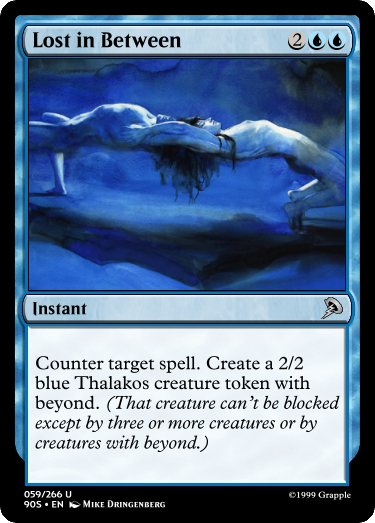 Lost in Between 2
Instant
Counter target spell. Create a 2/2
blue Thalakos creature token with
beyond. (That creature can't be blocked
except by three or more creatures or by
creatures with beyond.)
059/266 U
90S • EN Mike Dringenberg
©1999 Grapple